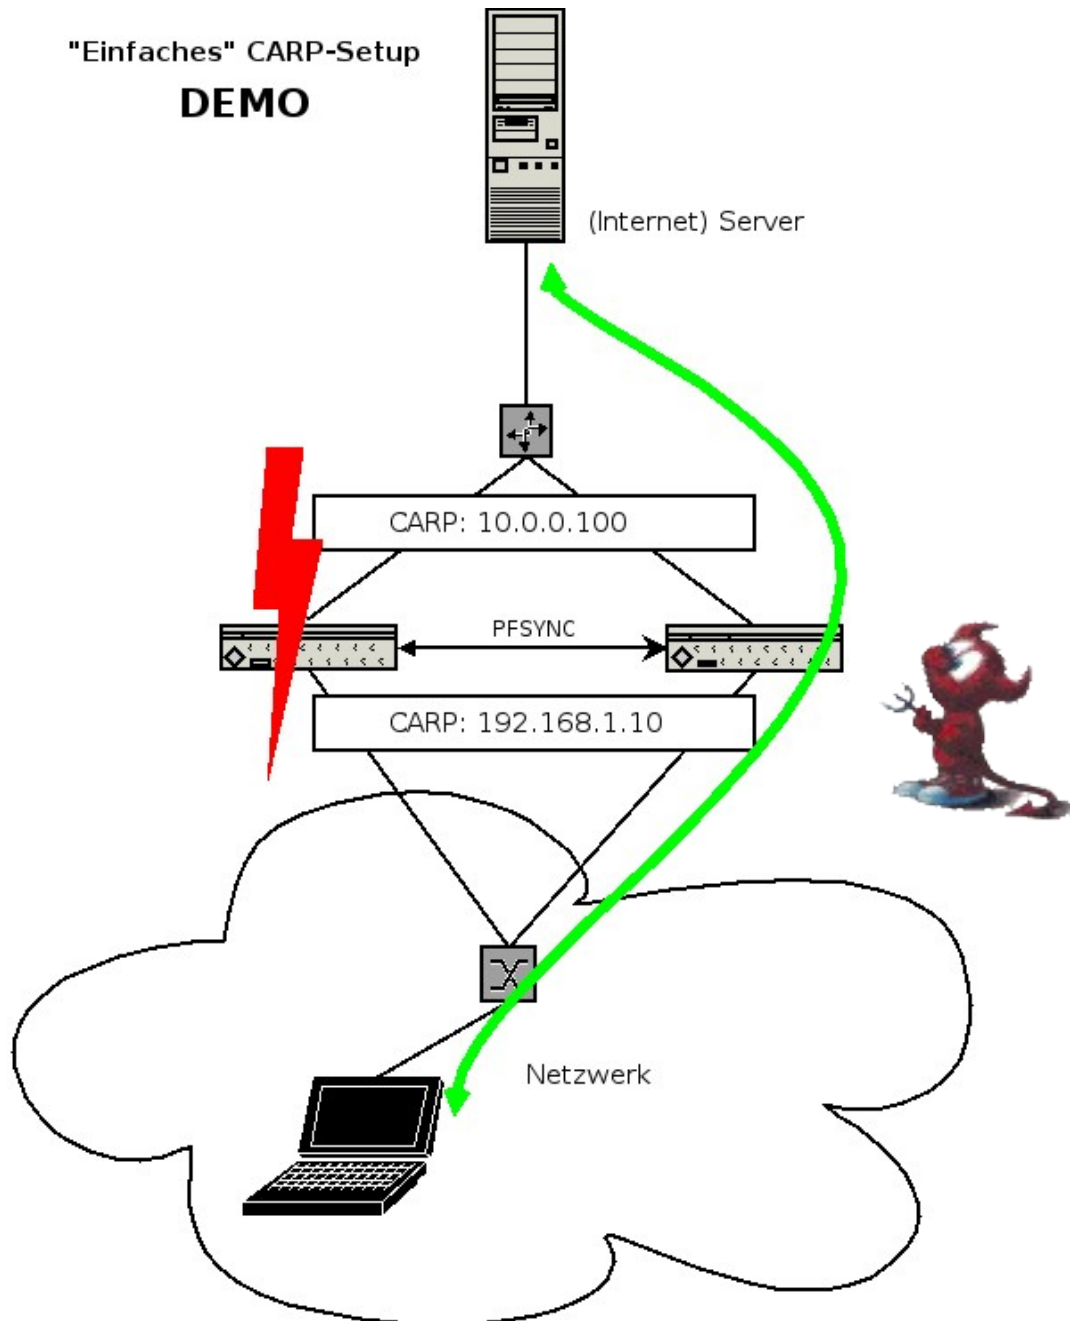 "Einfaches" CARP-Setup
DEMO
(Internet) Server
CARP: 10.0.0.100
PFSYNC
CARP: 192.168.1.10
Netzwerk